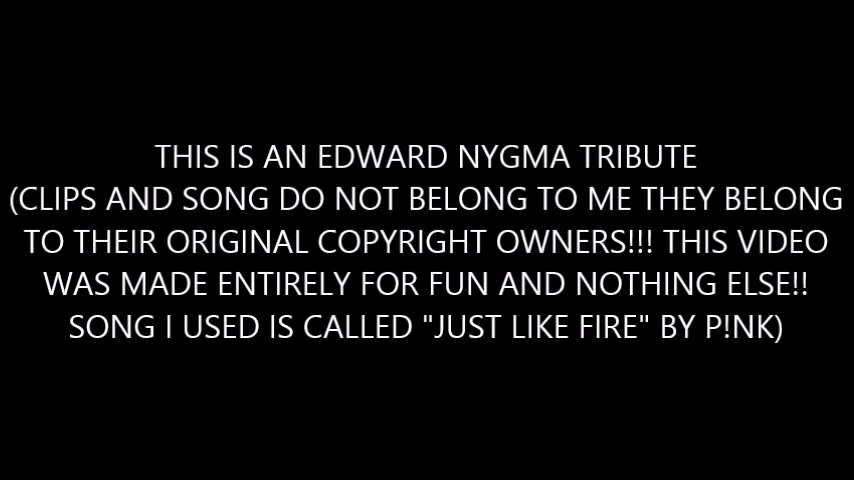 THIS IS AN EDWARD NYGMA TRIBUTE
(CLIPS AND SONG DO NOT BELONG TO ME THEY BELONG
TO THEIR ORIGINAL COPYRIGHT OWNERS!!! THIS VIDEO
WAS MADE ENTIRELY FOR FUN AND NOTHING ELSE!!
SONG I USED IS CALLED "JUST LIKE FIRE" BY P!NK)